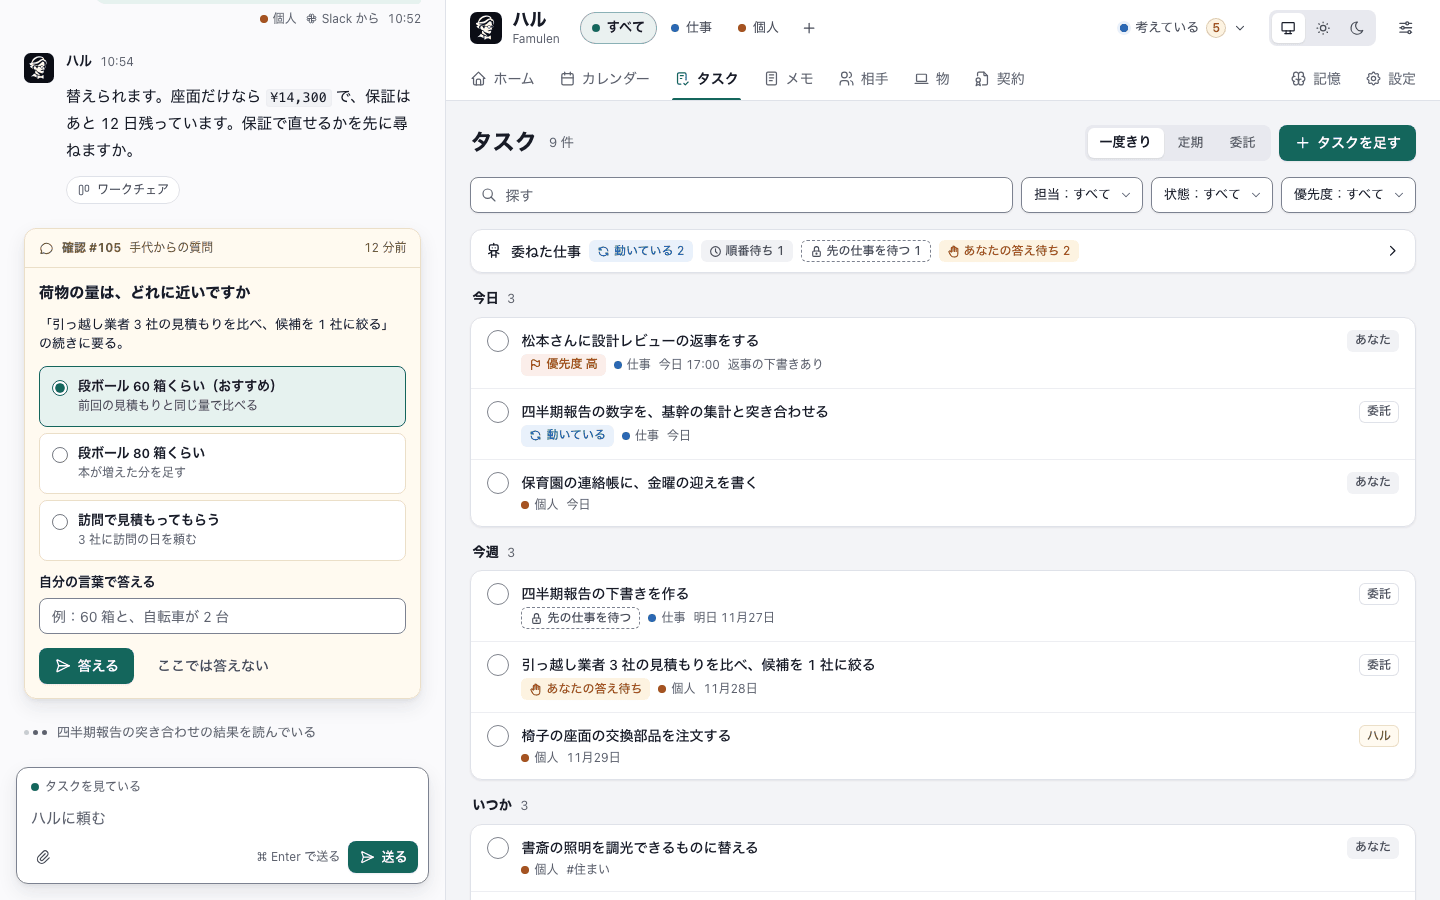 個人 Slack から 10:52
ハル 10:54
替えられます。座面だけなら ¥14,300 で、保証は
あと 12 日残っています。保証で直せるかを先に尋
ねますか。
ワークチェア
確認 #105 手代からの質問 12 分前
荷物の量は、どれに近いですか
「引っ越し業者 3 社の見積もりを比べ、候補を 1 社に絞る」
の続きに要る。
段ボール 60 箱くらい（おすすめ）
前回の見積もりと同じ量で比べる
段ボール 80 箱くらい
本が増えた分を足す
訪問で見積もってもらう
3 社に訪問の日を頼む
自分の言葉で答える
例：60 箱と、自転車が 2 台
答える ここでは答えない
四半期報告の突き合わせの結果を読んでいる
タスクを見ている
ハルに頼む
⌘ Enter で送る 送る
ハル
Famulen
すべて 仕事 個人
考えている 5
ホーム カレンダー タスク メモ 相手 物 契約 記憶 設定
タスク 9 件
一度きり 定期 委託 タスクを足す
探す 担当：すべて 状態：すべて 優先度：すべて
委ねた仕事 動いている 2 順番待ち 1 先の仕事を待つ 1 あなたの答え待ち 2
今日 3
松本さんに設計レビューの返事をする あなた
優先度 高 仕事 今日 17:00 返事の下書きあり
四半期報告の数字を、基幹の集計と突き合わせる 委託
動いている 仕事 今日
保育園の連絡帳に、金曜の迎えを書く あなた
個人 今日
今週 3
四半期報告の下書きを作る 委託
先の仕事を待つ 仕事 明日 11月27日
引っ越し業者 3 社の見積もりを比べ、候補を 1 社に絞る 委託
あなたの答え待ち 個人 11月28日
椅子の座面の交換部品を注文する ハル
個人 11月29日
いつか 3
書斎の照明を調光できるものに替える あなた
個人 #住まい